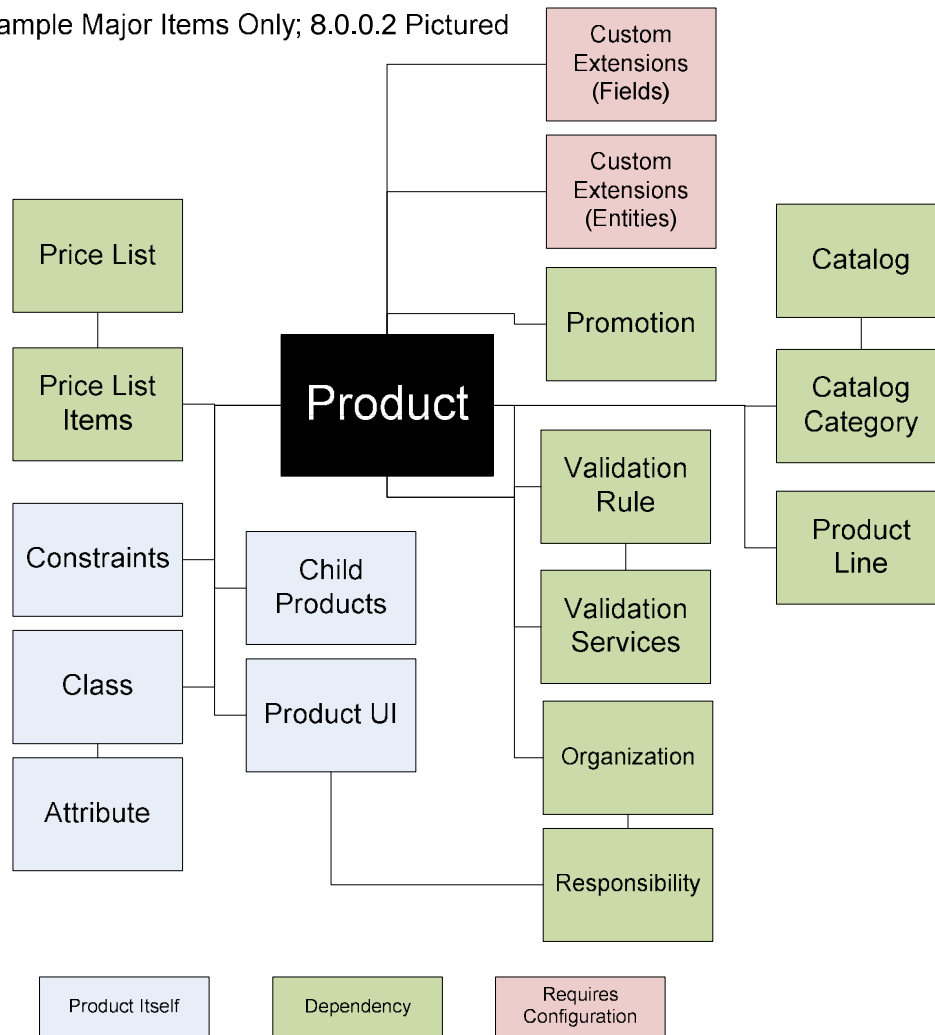 ample Major Items Only; 8.0.0.2 Pictured
Custom
Extensions
(Fields)
Custom
Extensions
(Entities)
Price List
Catalog
Promotion
Price List
Items
Product
Catalog
Category
Validation
Rule
Product
Line
Constraints
Child
Products
Validation
Services
Class
Product UI
Organization
Attribute
Responsibility
Product Itself
Dependency
Requires
Configuration